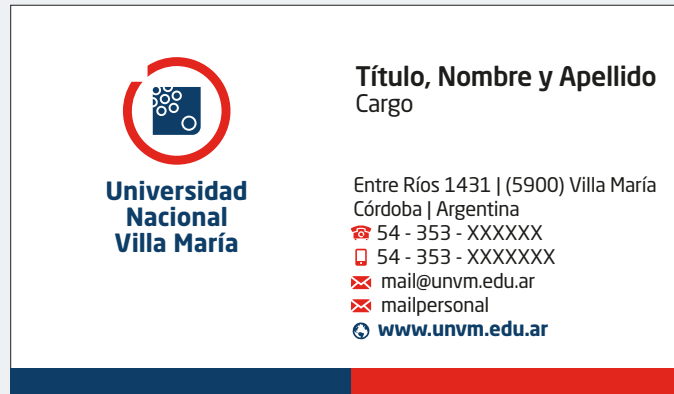 Universidad
Nacional
Villa María
Título, Nombre y Apellido
Cargo
Entre Ríos 1431 | (5900) Villa María
Córdoba | Argentina
54 - 353 - XXXXXX
54 - 353 - XXXXXXX
mail@unvm.edu.ar
mailpersonal
www.unvm.edu.ar